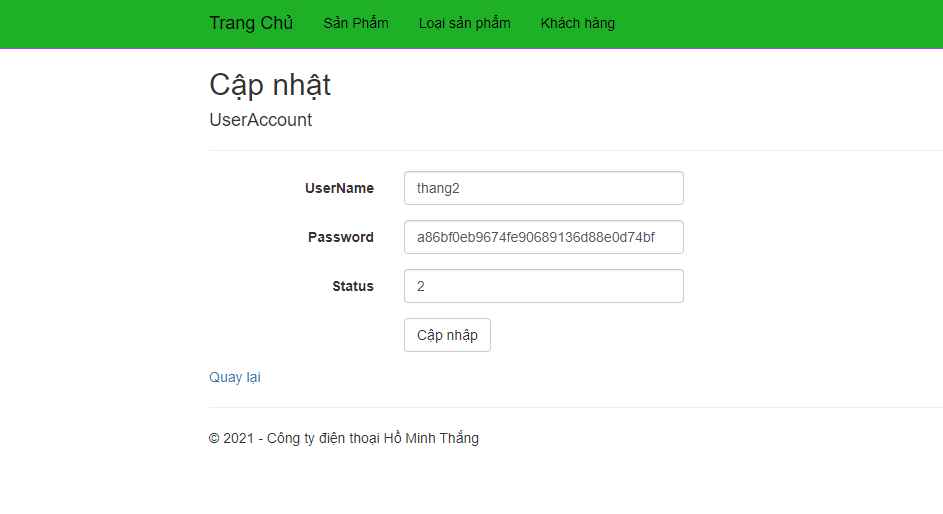 Trang Chủ Sản Phẩm Loại sản phẩm Khách hàng
Cập nhật
UserAccount
UserName thang2
Password a86bf0eb9674fe90689136d88e0d74bf
Status 2
Cập nhập
Quay lại
© 2021 - Công ty điện thoại Hồ Minh Thắng